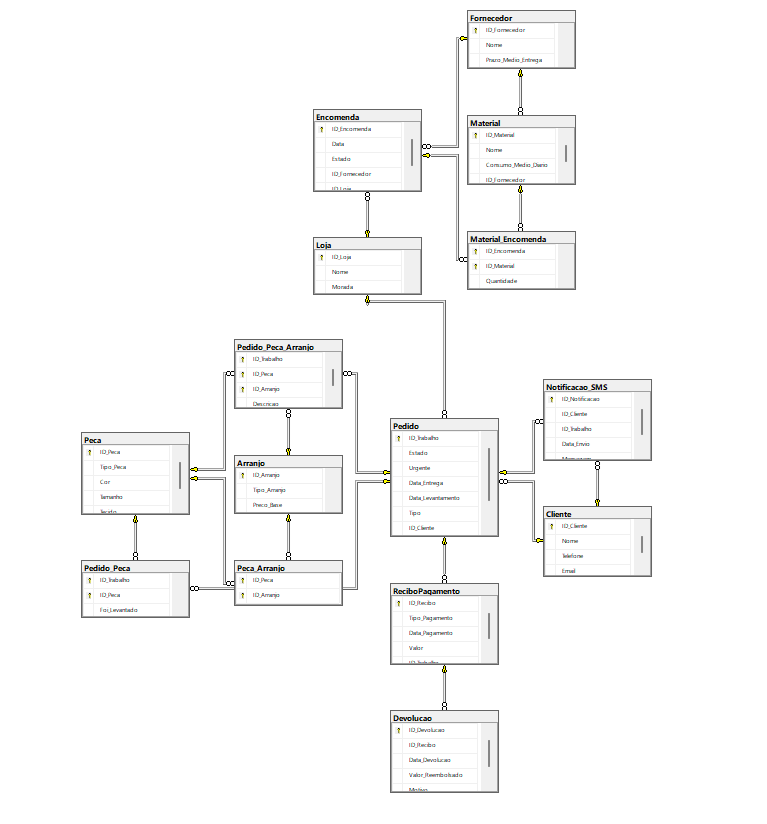 Fornecedor
ID_Fornecedor
Nome
Prazo_Medio_Entrega
Encomenda
ID_Encomenda
Data
Estado
ID_Fornecedor
ID_Loja
Material
ID_Material
Nome
Consumo_Medio_Diario
ID_Fornecedor
Material_Encomenda
ID_Encomenda
ID_Material
Quantidade
Loja
ID_Loja
Nome
Morada
Pedido_Peca_Arranjo
ID_Trabalho
ID_Peca
ID_Arranjo
Descricao
Notificacao_SMS
ID_Notificacao
ID_Cliente
ID_Trabalho
Data_Envio
Mensagem
Pedido
ID_Trabalho
Estado
Urgente
Data_Entrega
Data_Levantamento
Tipo
ID_Cliente
Peca
ID_Peca
Tipo_Peca
Cor
Tamanho
Tecido
Arranjo
ID_Arranjo
Tipo_Arranjo
Preco_Base
Cliente
ID_Cliente
Nome
Telefone
Email
Pedido_Peca
ID_Trabalho
ID_Peca
Foi_Levantado
Peca_Arranjo
ID_Peca
ID_Arranjo
ReciboPagamento
ID_Recibo
Tipo_Pagamento
Data_Pagamento
Valor
ID_Trabalho
Devolucao
ID_Devolucao
ID_Recibo
Data_Devolucao
Valor_Reembolsado
Motivo